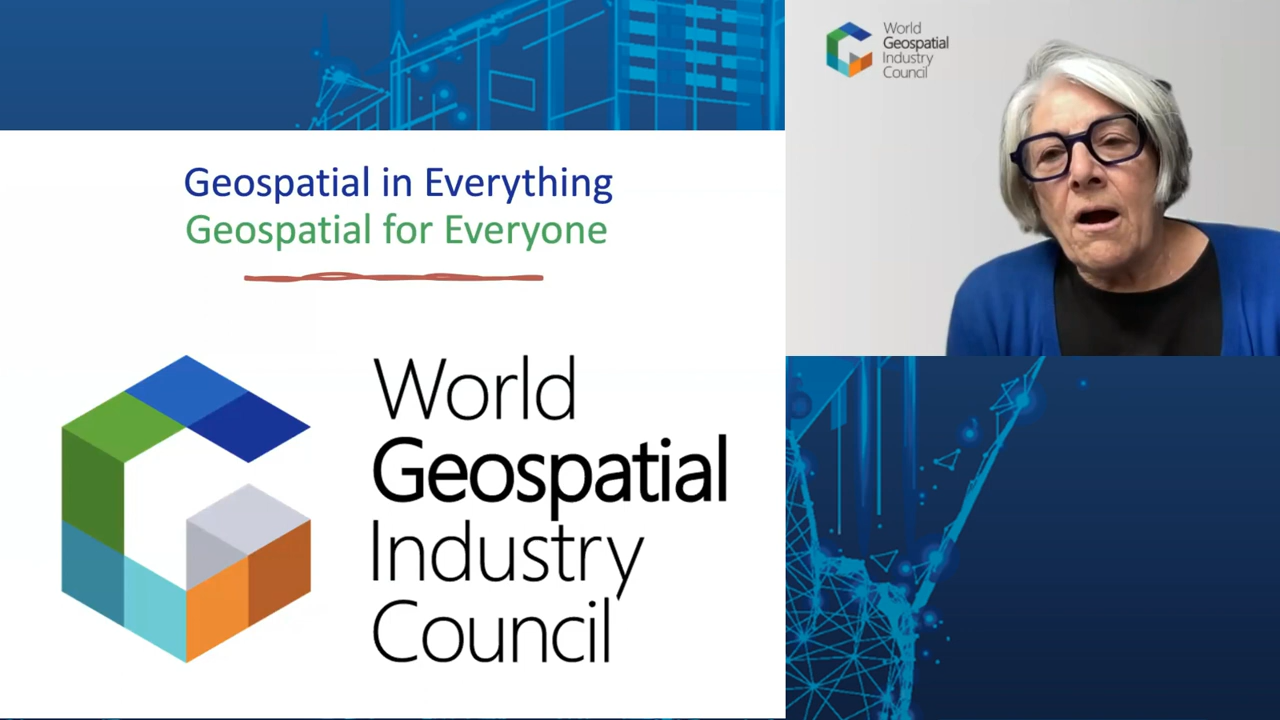 Geospatial in Everything
Geospatial for Everyone
World
Geospatial
Industry
Council
World
Geospatial
Industry
Council